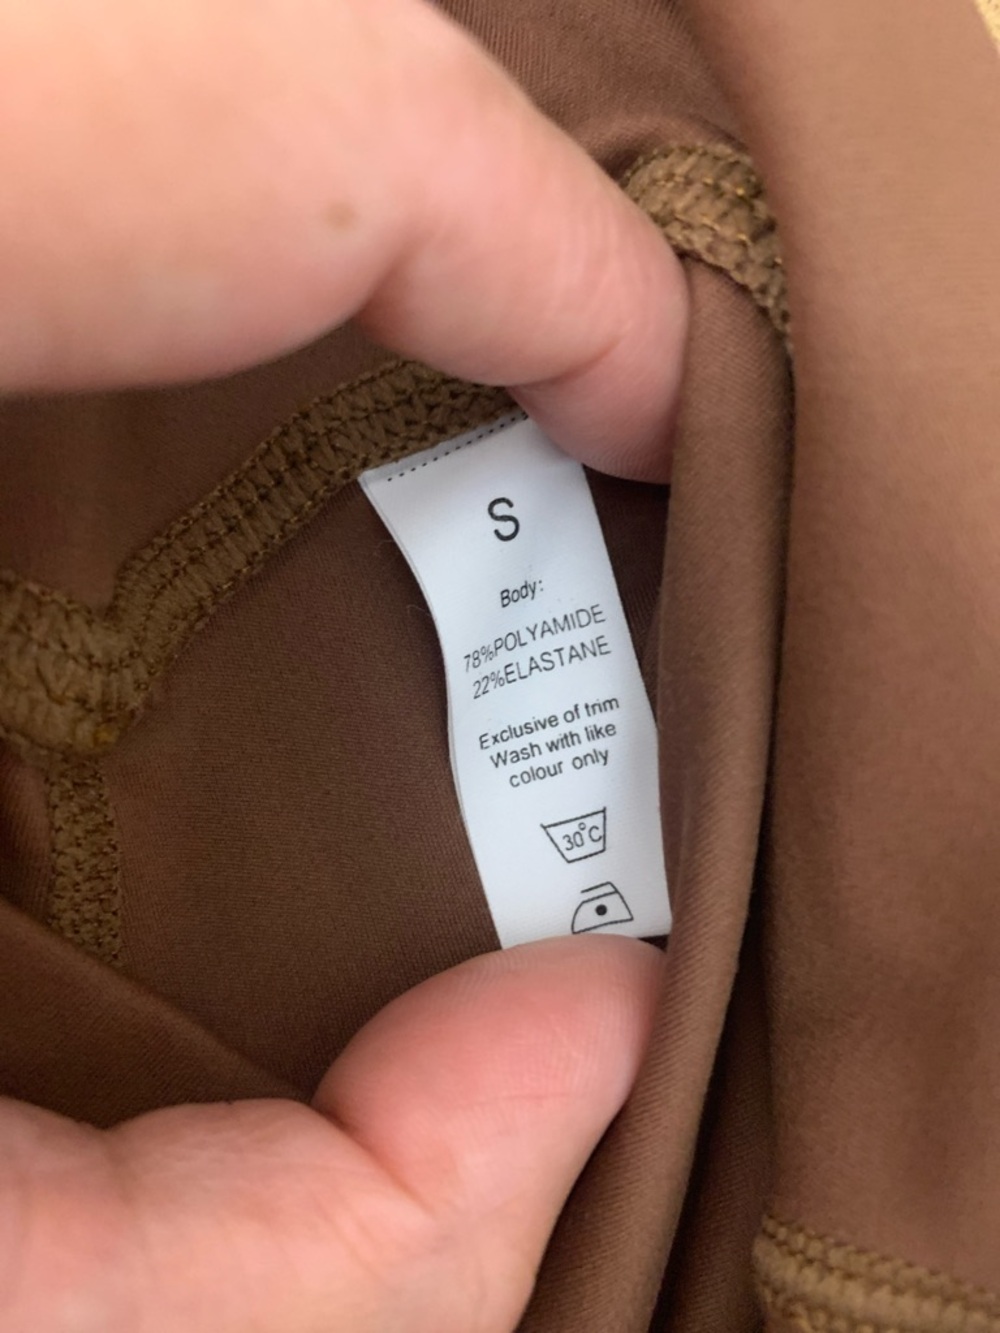 S
Body:
78%POLYAMIDE
22%ELASTANE
Exclusive of trim
Wash with like
colour only
30°C